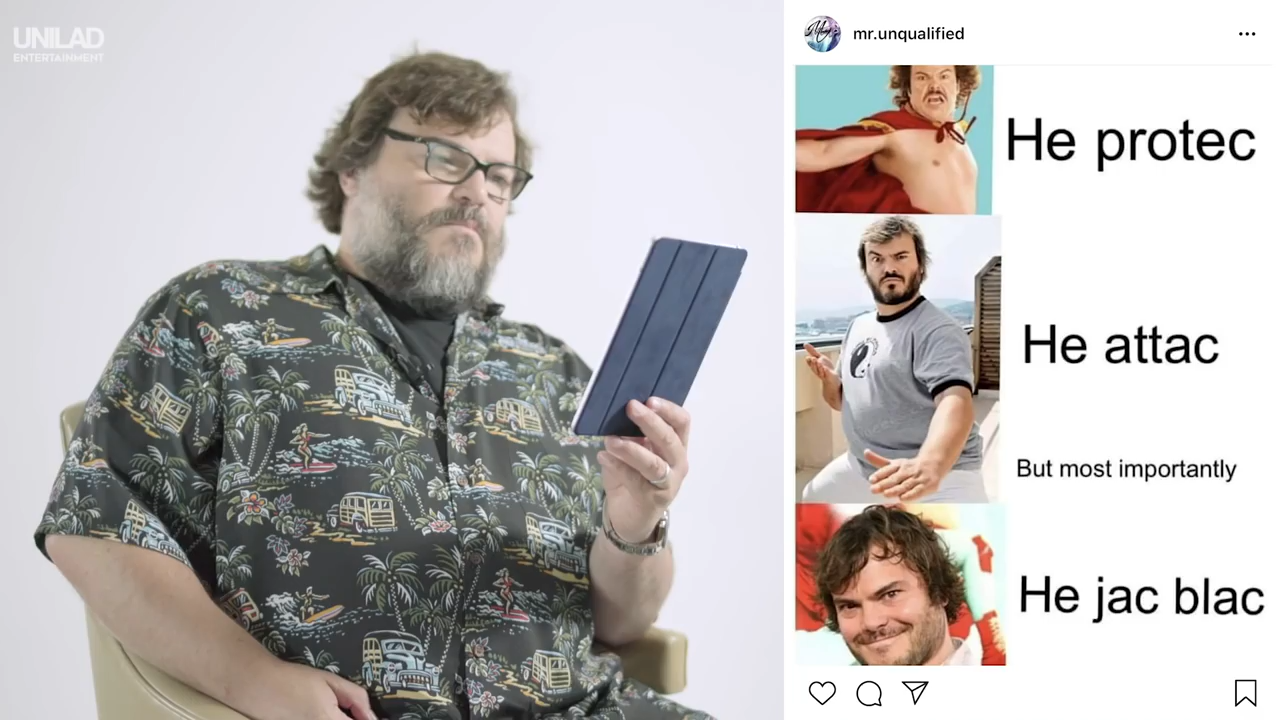 UNILAD
ENTERTAINMENT
mr.unqualified
He protec
He attac
But most importantly
He jac blac